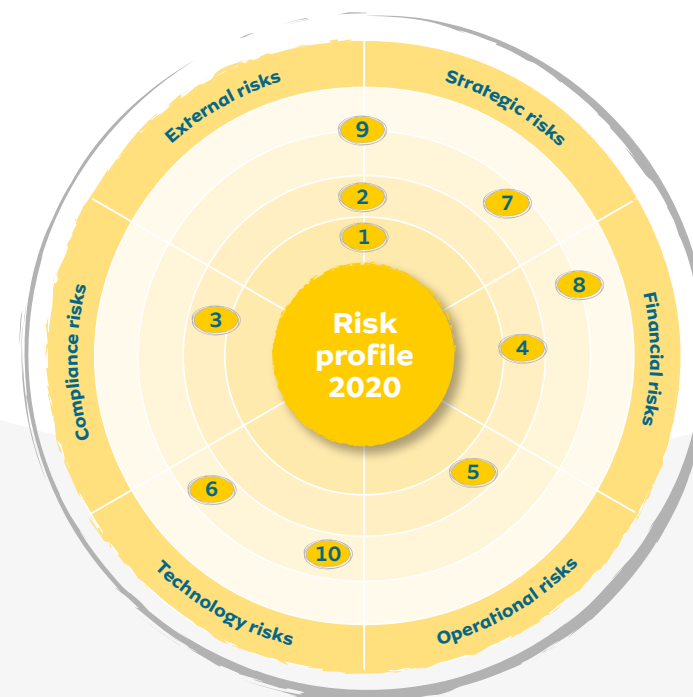 External risks
Strategic risks
9
2
7
1
8
3
Risk
profile
2020
4
Compliance risks
Financial risks
5
6
10
Technology risks
Operational risks